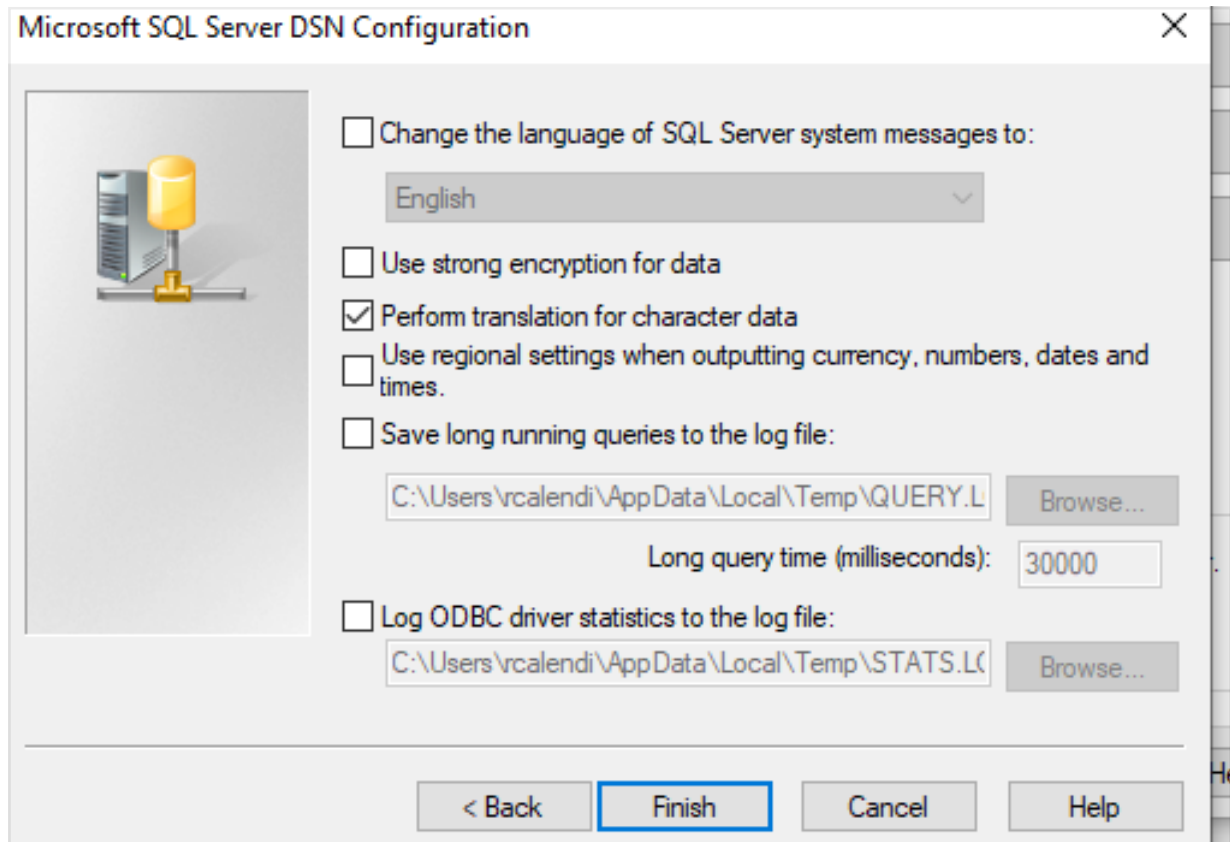 Microsoft SQL Server DSN Configuration
Change the language of SQL Server system messages to:
English
Use strong encryption for data
Perform translation for character data
Use regional settings when outputting currency, numbers, dates and
times.
Save long running queries to the log file:
C:\Users\rcalendi\AppData\Local\Temp\QUERY.L
Browse...
Long query time (milliseconds):
30000
Log ODBC driver statistics to the log file:
C:\Users\rcalendi\AppData\Local\Temp\STATS.L
Browse...
< Back
Finish
Cancel
Help